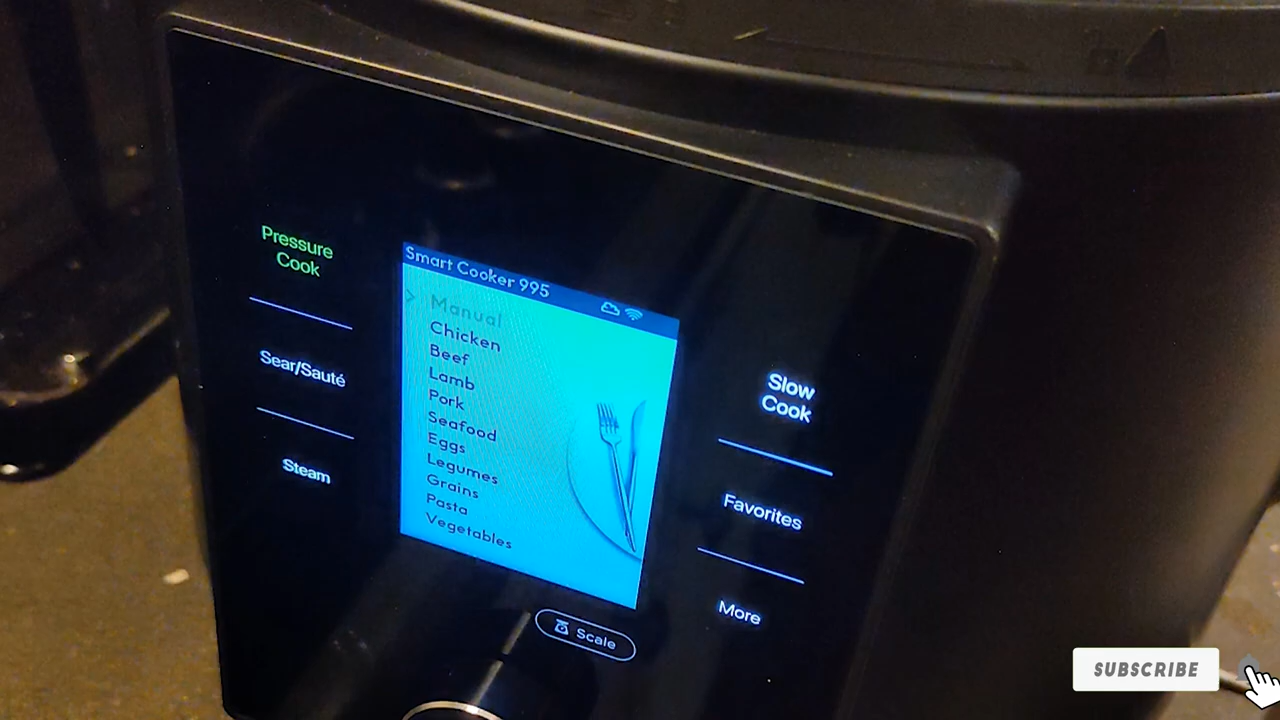 Pressure
Cook
Sear/Sauté
Steam
Smart Cooker 995
> Manual
Chicken
Beef
Lamb
Pork
Seafood
Eggs
Legumes
Grains
Pasta
Vegetables
Slow
Cook
Favorites
More
Scale
SUBSCRIBE